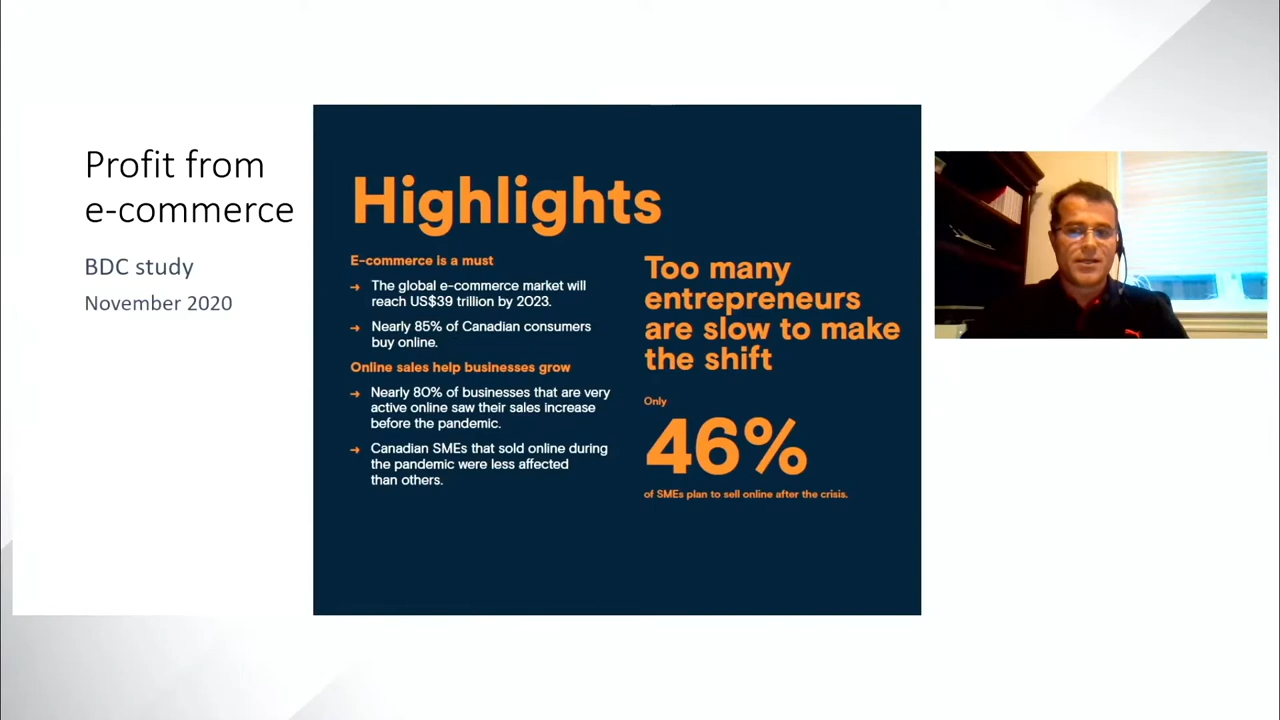 Profit from
e-commerce
BDC study
November 2020
Highlights
E-commerce is a must
→ The global e-commerce market will
reach US$39 trillion by 2023.
→ Nearly 85% of Canadian consumers
buy online.
Online sales help businesses grow
→ Nearly 80% of businesses that are very
active online saw their sales increase
before the pandemic.
→ Canadian SMEs that sold online during
the pandemic were less affected
than others.
Too many
entrepreneurs
are slow to make
the shift
Only
46%
of SMEs plan to sell online after the crisis.